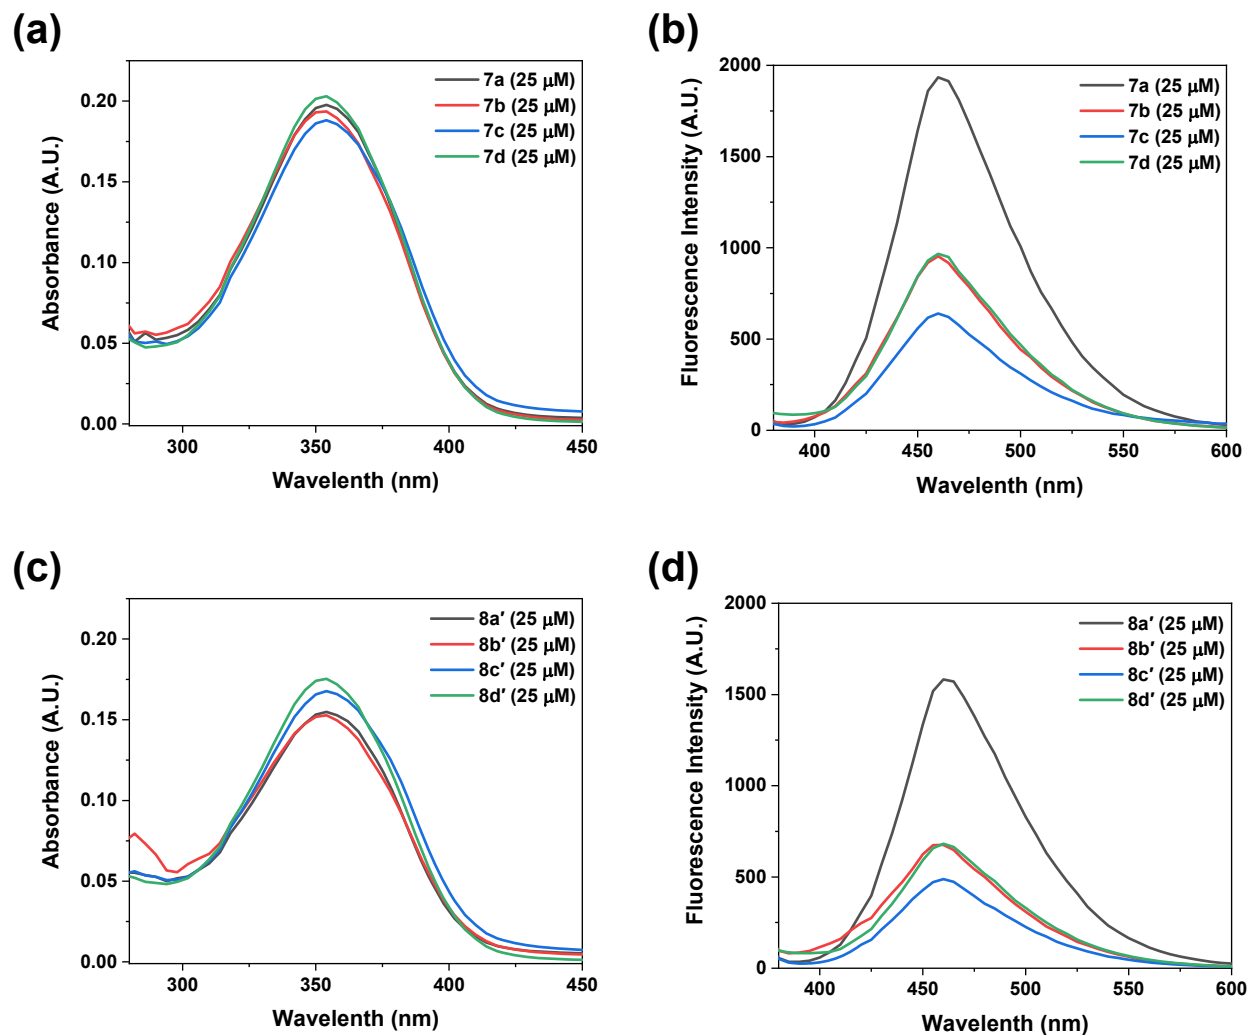 (a)
7a (25 μM)
7b (25 μM)
7c (25 μM)
7d (25 μM)
Absorbance (A.U.)
0.20
0.15
0.10
0.05
0.00
300 350 400 450
Wavelenth (nm)
(b)
7a (25 μM)
7b (25 μM)
7c (25 μM)
7d (25 μM)
Fluorescence Intensity (A.U.)
2000
1500
1000
500
0
400 450 500 550 600
Wavelenth (nm)
(c)
8a′ (25 μM)
8b′ (25 μM)
8c′ (25 μM)
8d′ (25 μM)
Absorbance (A.U.)
0.20
0.15
0.10
0.05
0.00
300 350 400 450
Wavelenth (nm)
(d)
8a′ (25 μM)
8b′ (25 μM)
8c′ (25 μM)
8d′ (25 μM)
Fluorescence Intensity (A.U.)
2000
1500
1000
500
0
400 450 500 550 600
Wavelenth (nm)